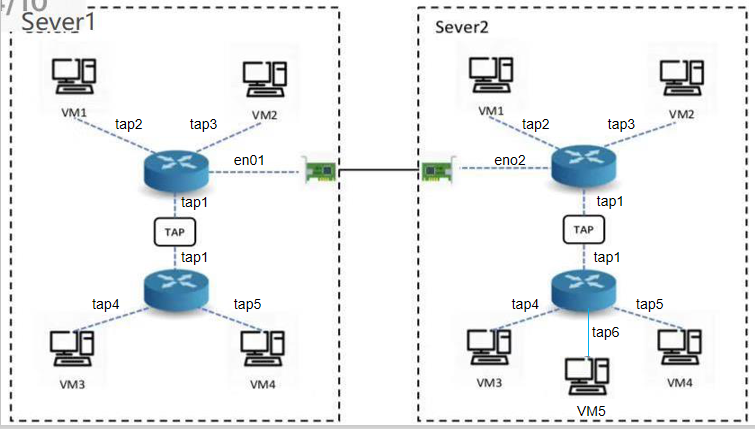 /10
Sever1
VM1
VM2
tap2
tap3
en01
tap1
TAP
tap1
tap4
tap5
VM3
VM4
Sever2
VM1
VM2
tap2
tap3
eno2
tap1
TAP
tap1
tap4
tap5
tap6
VM3
VM4
VM5